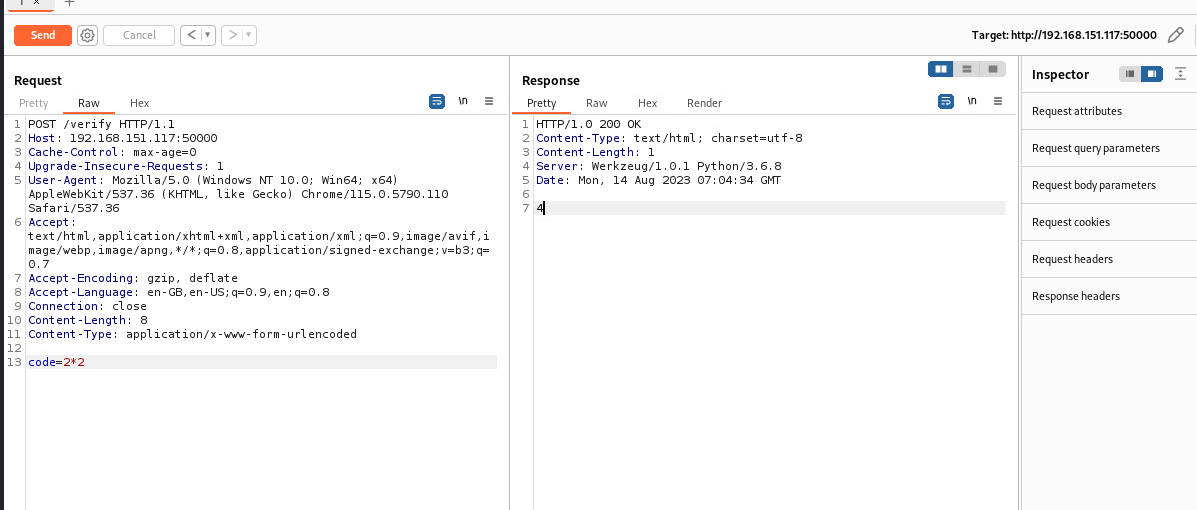 Send
Cancel
<
>
Target: http://192.168.151.117:50000
Request
Pretty
Raw
Hex
\n
1 POST /verify HTTP/1.1
2 Host: 192.168.151.117:50000
3 Cache-Control: max-age=0
4 Upgrade-Insecure-Requests: 1
5 User-Agent: Mozilla/5.0 (Windows NT 10.0; Win64; x64)
AppleWebKit/537.36 (KHTML, like Gecko) Chrome/115.0.5790.110
Safari/537.36
6 Accept:
text/html,application/xhtml+xml,application/xml;q=0.9,image/avif,i
mage/webp,image/apng,*/*;q=0.8,application/signed-exchange;v=b3;q=
0.7
7 Accept-Encoding: gzip, deflate
8 Accept-Language: en-GB,en-US;q=0.9,en;q=0.8
9 Connection: close
10 Content-Length: 8
11 Content-Type: application/x-www-form-urlencoded
12
13 code=2*2
Response
Pretty
Raw
Hex
Render
\n
1 HTTP/1.0 200 OK
2 Content-Type: text/html; charset=utf-8
3 Content-Length: 1
4 Server: Werkzeug/1.0.1 Python/3.6.8
5 Date: Mon, 14 Aug 2023 07:04:34 GMT
6
7 4
Inspector
Request attributes
Request query parameters
Request body parameters
Request cookies
Request headers
Response headers